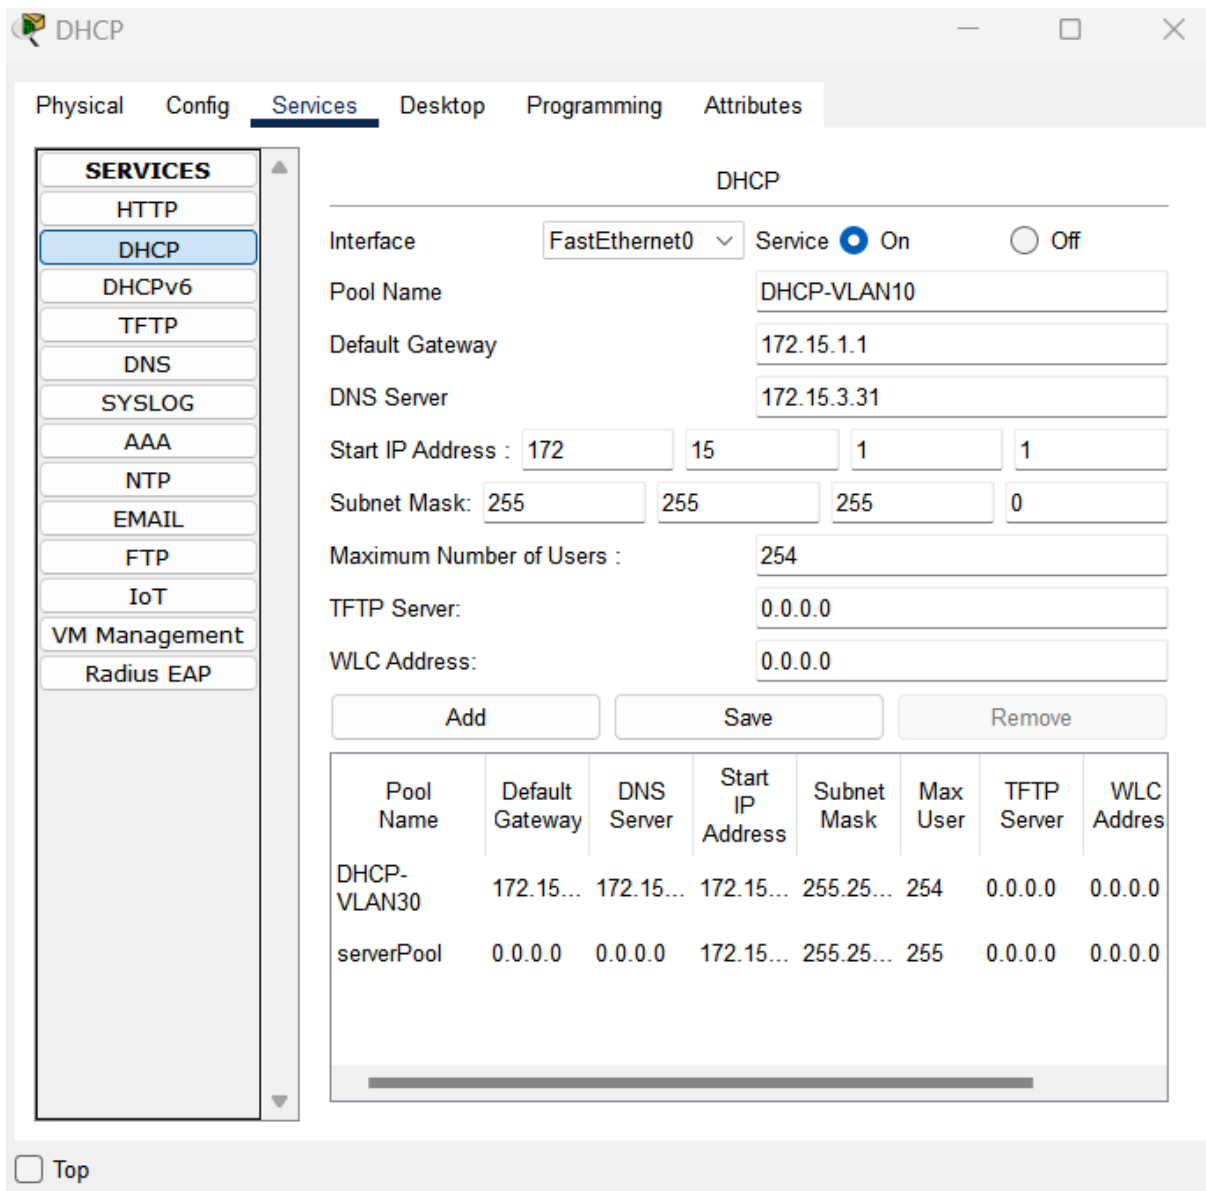 DHCP
Physical Config Services Desktop Programming Attributes
SERVICES
HTTP
DHCP
DHCPv6
TFTP
DNS
SYSLOG
AAA
NTP
EMAIL
FTP
IoT
VM Management
Radius EAP
DHCP
Interface FastEthernet0 Service On Off
Pool Name DHCP-VLAN10
Default Gateway 172.15.1.1
DNS Server 172.15.3.31
Start IP Address : 172 15 1 1
Subnet Mask: 255 255 255 0
Maximum Number of Users : 254
TFTP Server: 0.0.0.0
WLC Address: 0.0.0.0
Add Save Remove
Pool Name Default Gateway DNS Server Start IP Address Subnet Mask Max User TFTP Server WLC Addres
DHCP-VLAN30 172.15... 172.15... 172.15... 255.25... 254 0.0.0.0 0.0.0.0
serverPool 0.0.0.0 0.0.0.0 172.15... 255.25... 255 0.0.0.0 0.0.0.0
Top